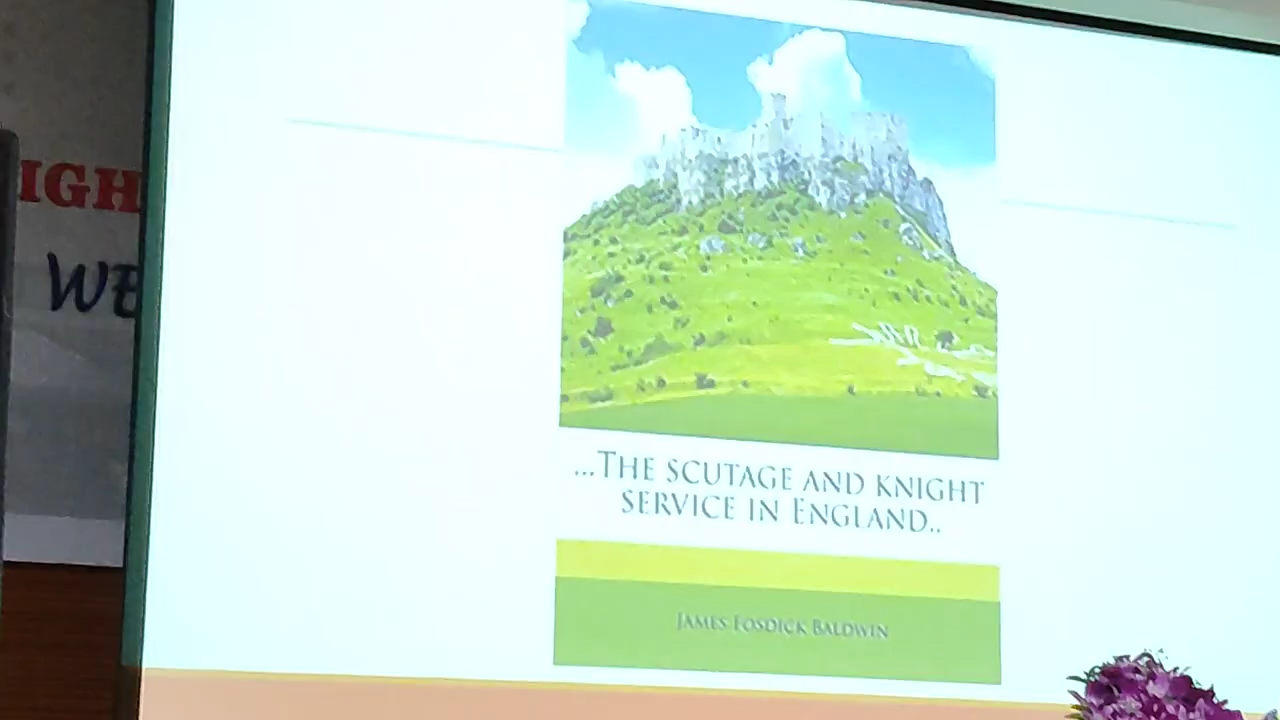 IGH
WE
...The scutage and knight
service in England..
James Fosdick Baldwin